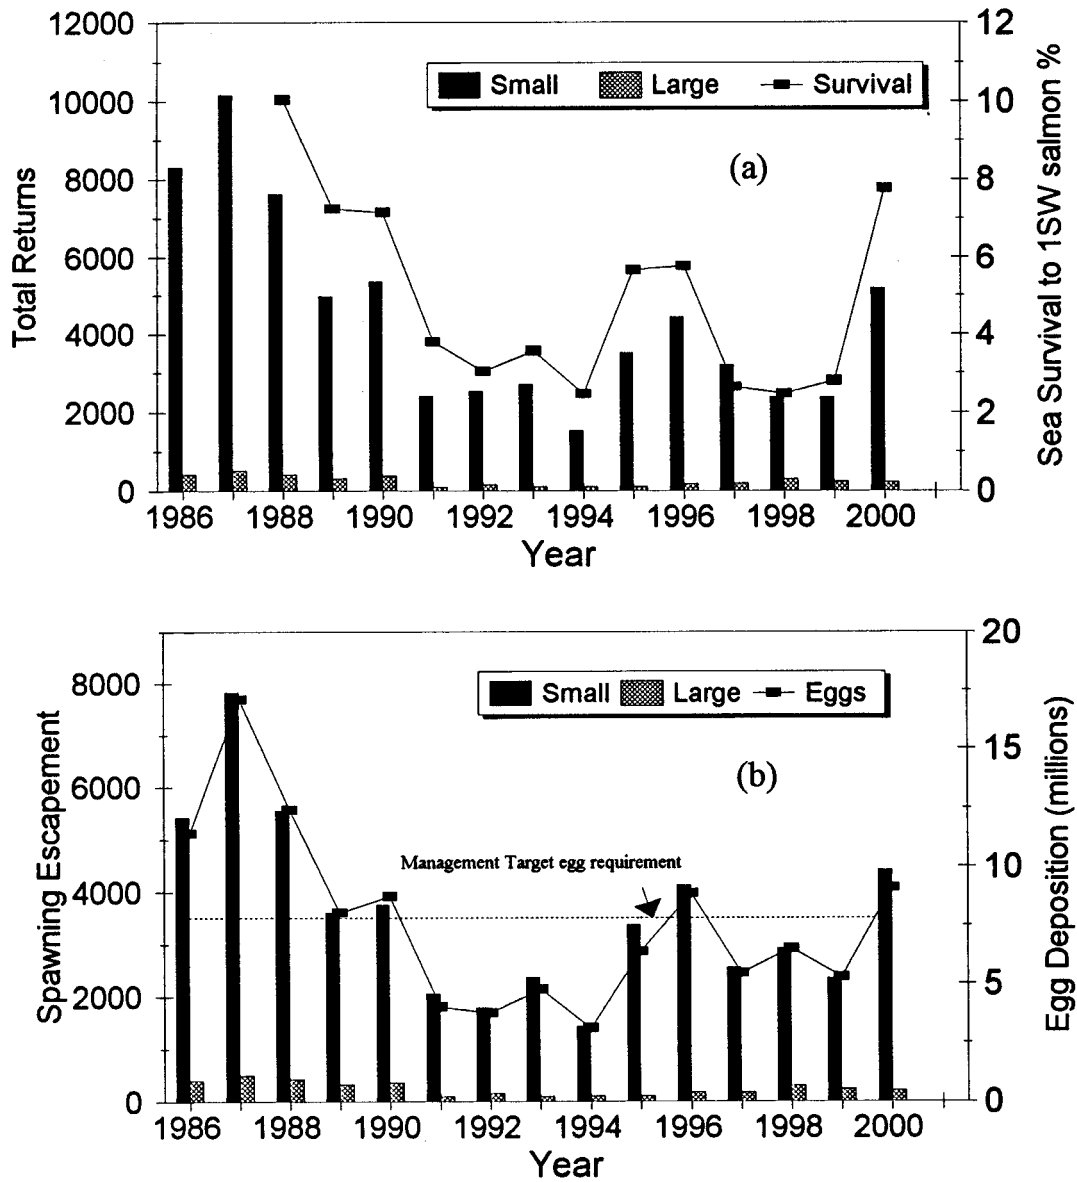 12000
10000
8000
6000
4000
2000
0
Total Returns
Small Large Survival
(a)
12
10
8
6
4
2
0
Sea Survival to 1SW salmon %
1986 1988 1990 1992 1994 1996 1998 2000
Year
8000
6000
4000
2000
0
Spawning Escapement
Small Large Eggs
(b)
Management Target egg requirement
20
15
10
5
0
Egg Deposition (millions)
1986 1988 1990 1992 1994 1996 1998 2000
Year